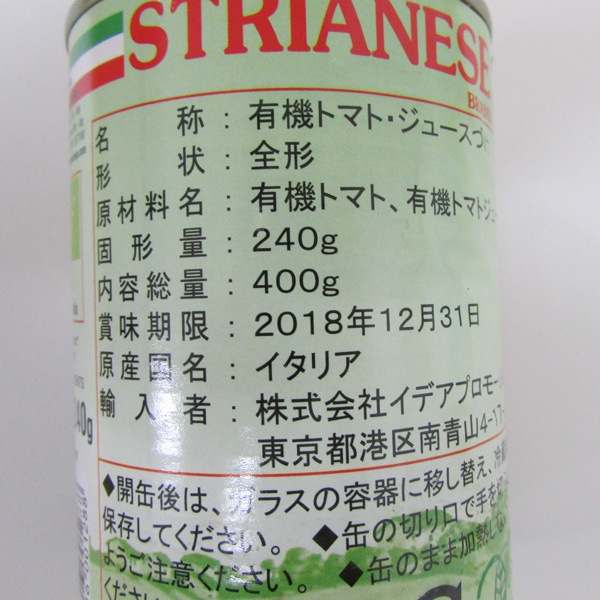 STRIANESE
名称：有機トマト・ジュースづ
形状：全形
原材料名：有機トマト、有機トマトジュー
固形量：240g
内容総量：400g
賞味期限：2018年12月31日
原産国名：イタリア
輸入者：株式会社イデアプロモー
東京都港区南青山4-17-
40g
◆開缶後は、ガラスの容器に移し替え、冷
保存してください。 ◆缶の切り口で手を
ようご注意ください。 ◆缶のまま加熱し
ください